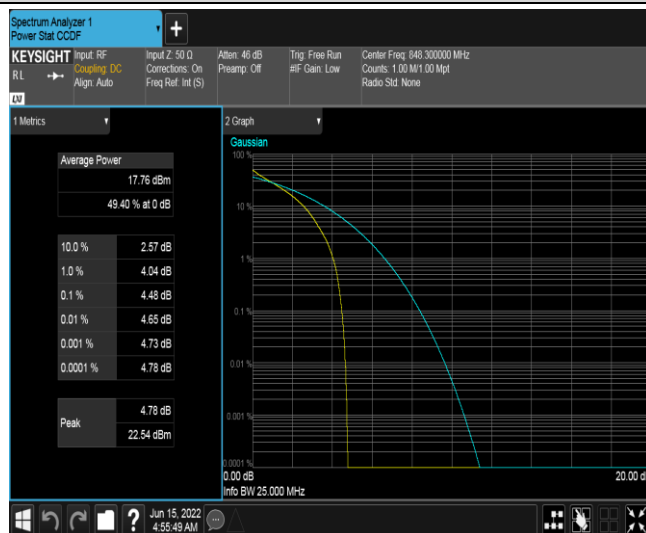 Spectrum Analyzer 1
Power Stat CCDF
+
KEYSIGHT
RL
LXI
Input: RF
Coupling: DC
Align: Auto
Input Z: 50 Ω
Corrections: On
Freq Ref: Int (S)
Atten: 46 dB
Preamp: Off
Trig: Free Run
#IF Gain: Low
Center Freq: 848.300000 MHz
Counts: 1.00 M/1.00 Mpt
Radio Std: None
1 Metrics
Average Power
17.76 dBm
49.40 % at 0 dB
10.0 % 2.57 dB
1.0 % 4.04 dB
0.1 % 4.48 dB
0.01 % 4.65 dB
0.001 % 4.73 dB
0.0001 % 4.78 dB
Peak
4.78 dB
22.54 dBm
2 Graph
Gaussian
100 %
10 %
1 %
0.1 %
0.01 %
0.001 %
0.0001 %
0.00 dB
20.00 d
Info BW 25.000 MHz
?
Jun 15, 2022
4:55:49 AM